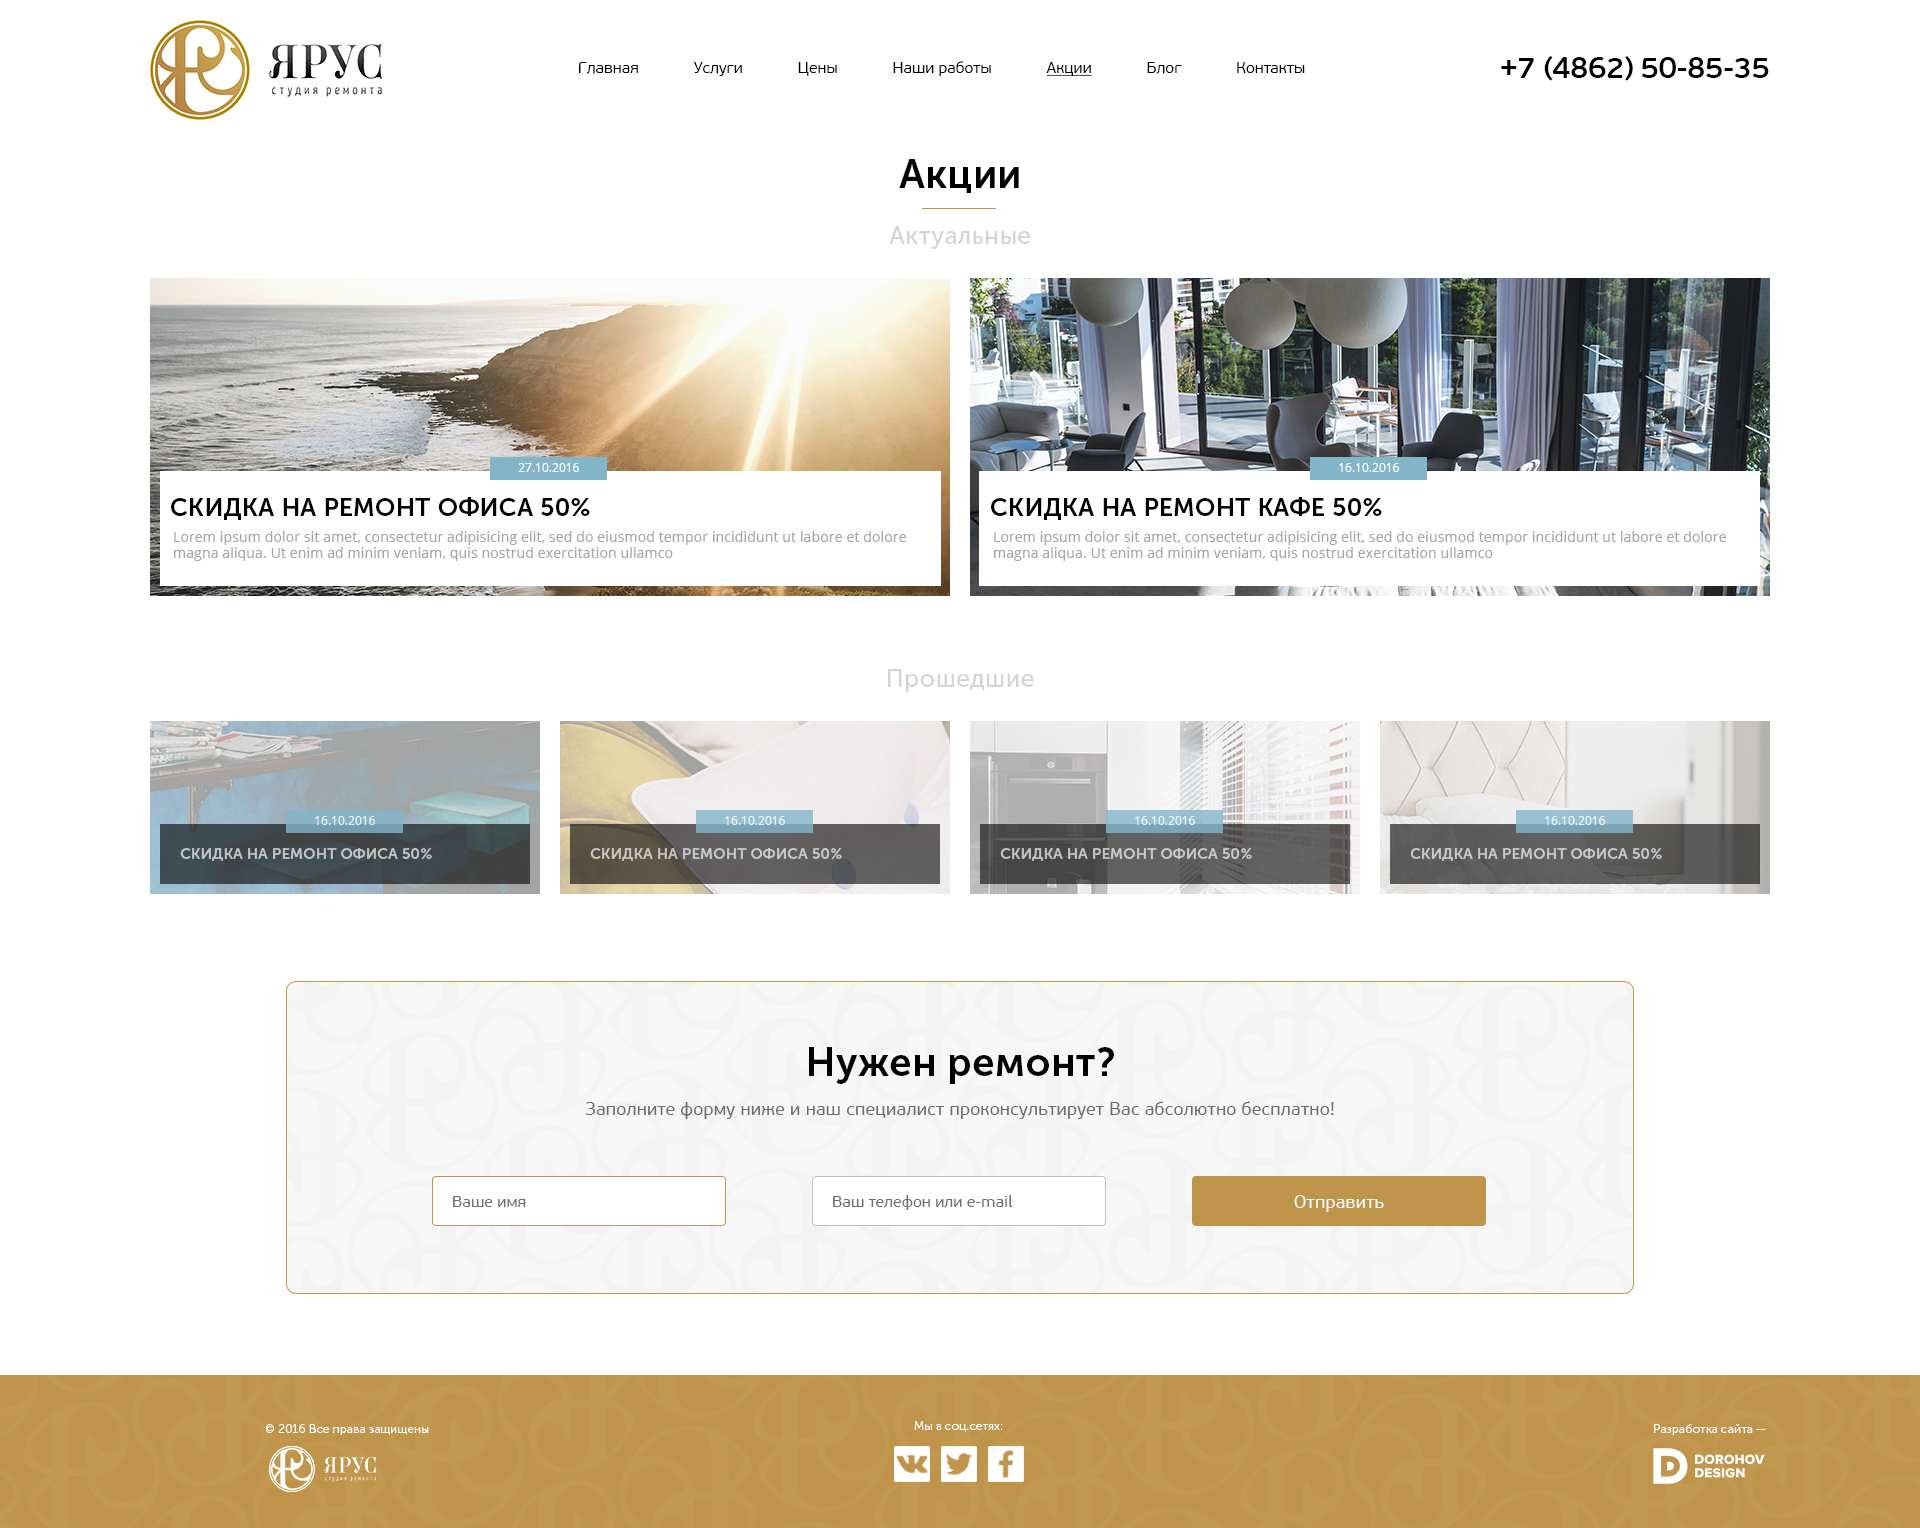 ЯРУС
студия ремонта
Главная
Услуги
Цены
Наши работы
Акции
Блог
Контакты
+7 (4862) 50-85-35
Акции
Актуальные
27.10.2016
СКИДКА НА РЕМОНТ ОФИСА 50%
Lorem ipsum dolor sit amet, consectetur adipisicing elit, sed do eiusmod tempor incididunt ut labore et dolore
magna aliqua. Ut enim ad minim veniam, quis nostrud exercitation ullamco
16.10.2016
СКИДКА НА РЕМОНТ КАФЕ 50%
Lorem ipsum dolor sit amet, consectetur adipisicing elit, sed do eiusmod tempor incididunt ut labore et dolore
magna aliqua. Ut enim ad minim veniam, quis nostrud exercitation ullamco
Прошедшие
16.10.2016
СКИДКА НА РЕМОНТ ОФИСА 50%
16.10.2016
СКИДКА НА РЕМОНТ ОФИСА 50%
16.10.2016
СКИДКА НА РЕМОНТ ОФИСА 50%
16.10.2016
СКИДКА НА РЕМОНТ ОФИСА 50%
Нужен ремонт?
Заполните форму ниже и наш специалист проконсультирует Вас абсолютно бесплатно!
Ваше имя
Ваш телефон или e-mail
Отправить
© 2016 Все права защищены
ЯРУС
студия ремонта
Мы в соц.сетях:
Разработка сайта —
DOROHOV
DESIGN